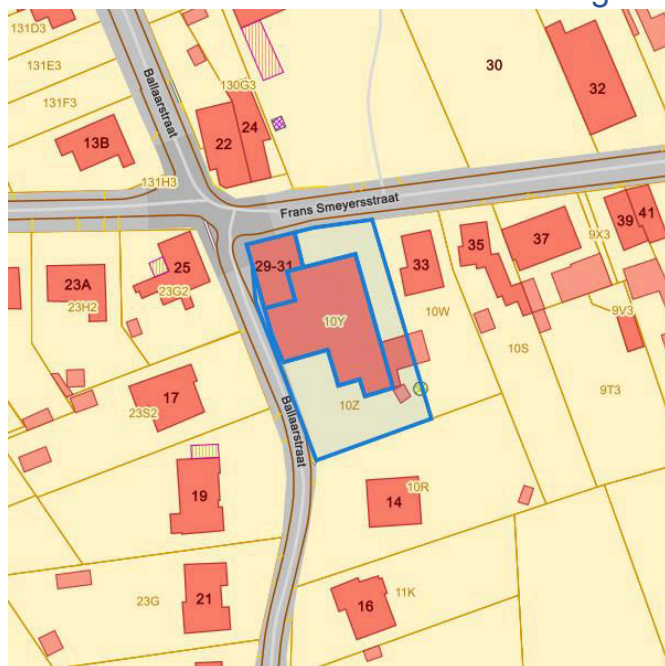 131D3
131E3
131F3
13B
131H3
Ballaarstraat
130G3
22
24
30
32
Frans Smeyersstraat
23A
23H2
25
23G2
29-31
10Y
33
10W
35
37
9X3
39
41
9V3
10S
9T3
17
23S2
10Z
Ballaarstraat
19
14
10R
21
23G
16
11K